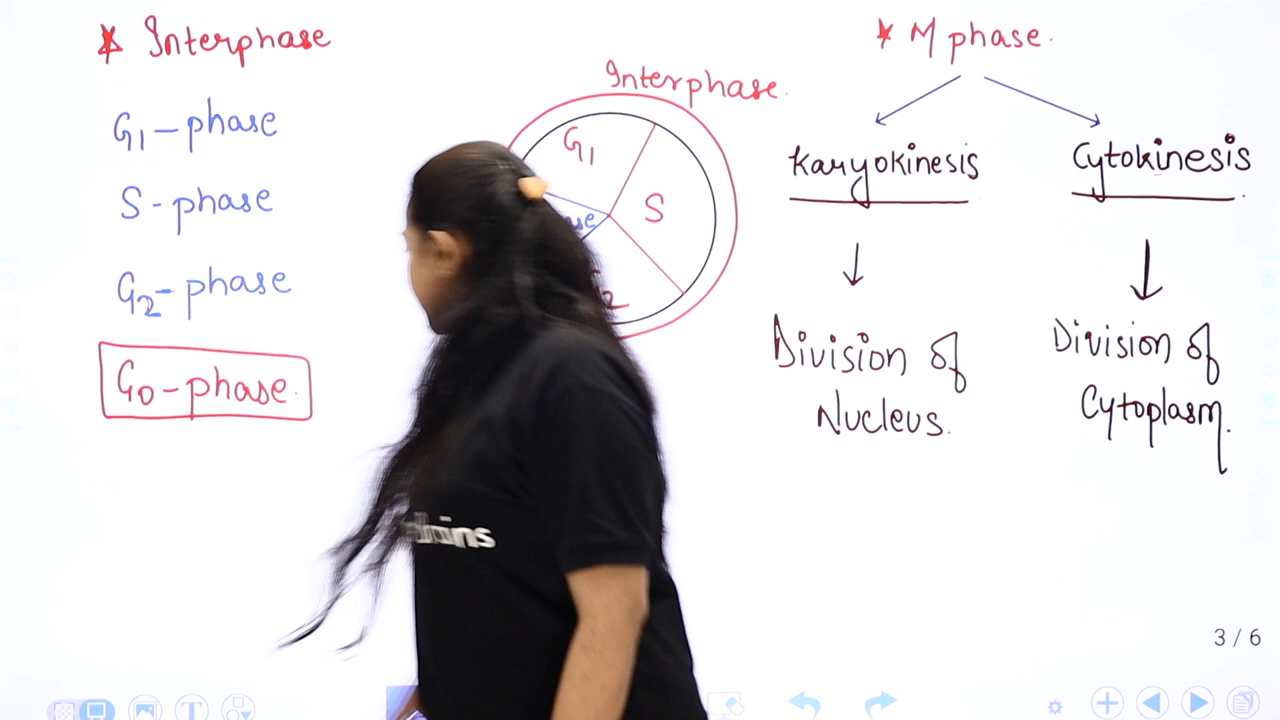 * Interphase
G1-phase
S-phase
G2-phase
G0-phase.
Interphase.
G1
S
2
* M phase.
Karyokinesis
Cytokinesis
Division of
Nucleus.
Division of
Cytoplasm.
3 / 6
T